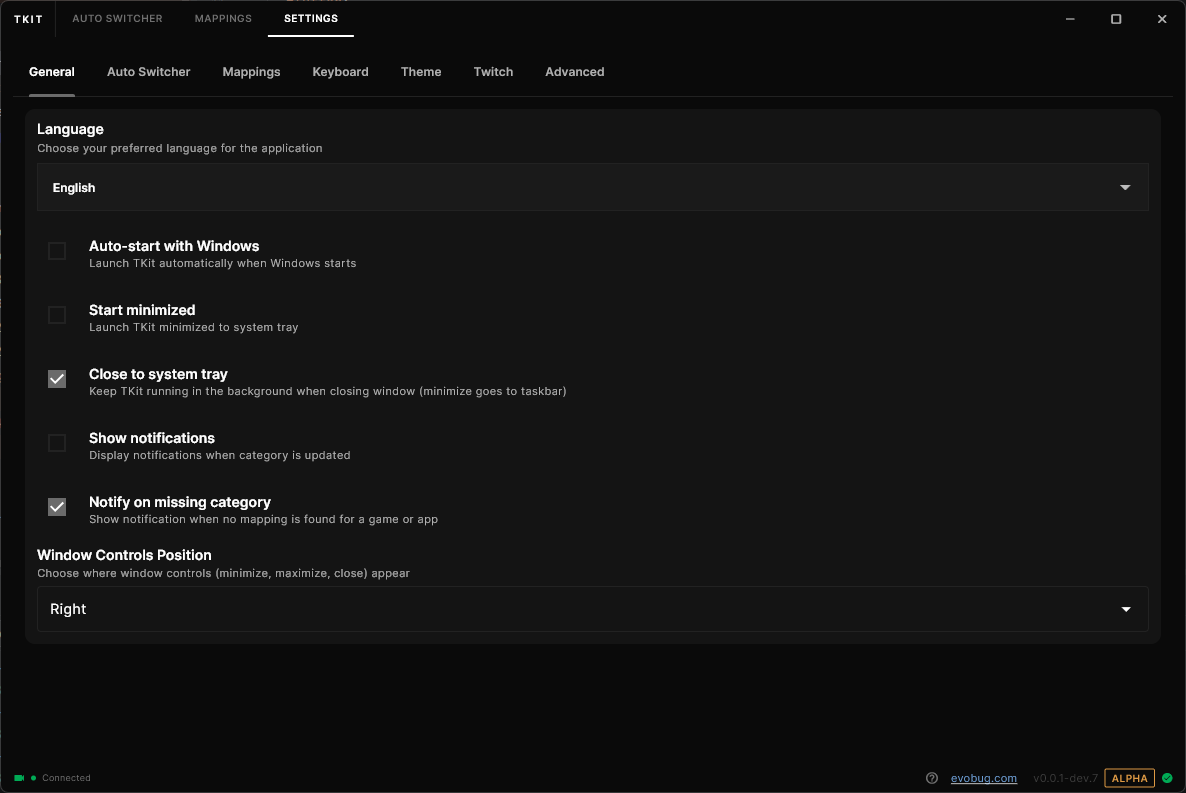 TKIT
AUTO SWITCHER
MAPPINGS
SETTINGS
General
Auto Switcher
Mappings
Keyboard
Theme
Twitch
Advanced
Language
Choose your preferred language for the application
English
Auto-start with Windows
Launch TKit automatically when Windows starts
Start minimized
Launch TKit minimized to system tray
Close to system tray
Keep TKit running in the background when closing window (minimize goes to taskbar)
Show notifications
Display notifications when category is updated
Notify on missing category
Show notification when no mapping is found for a game or app
Window Controls Position
Choose where window controls (minimize, maximize, close) appear
Right
Connected
evobug.com
v0.0.1-dev.7
ALPHA